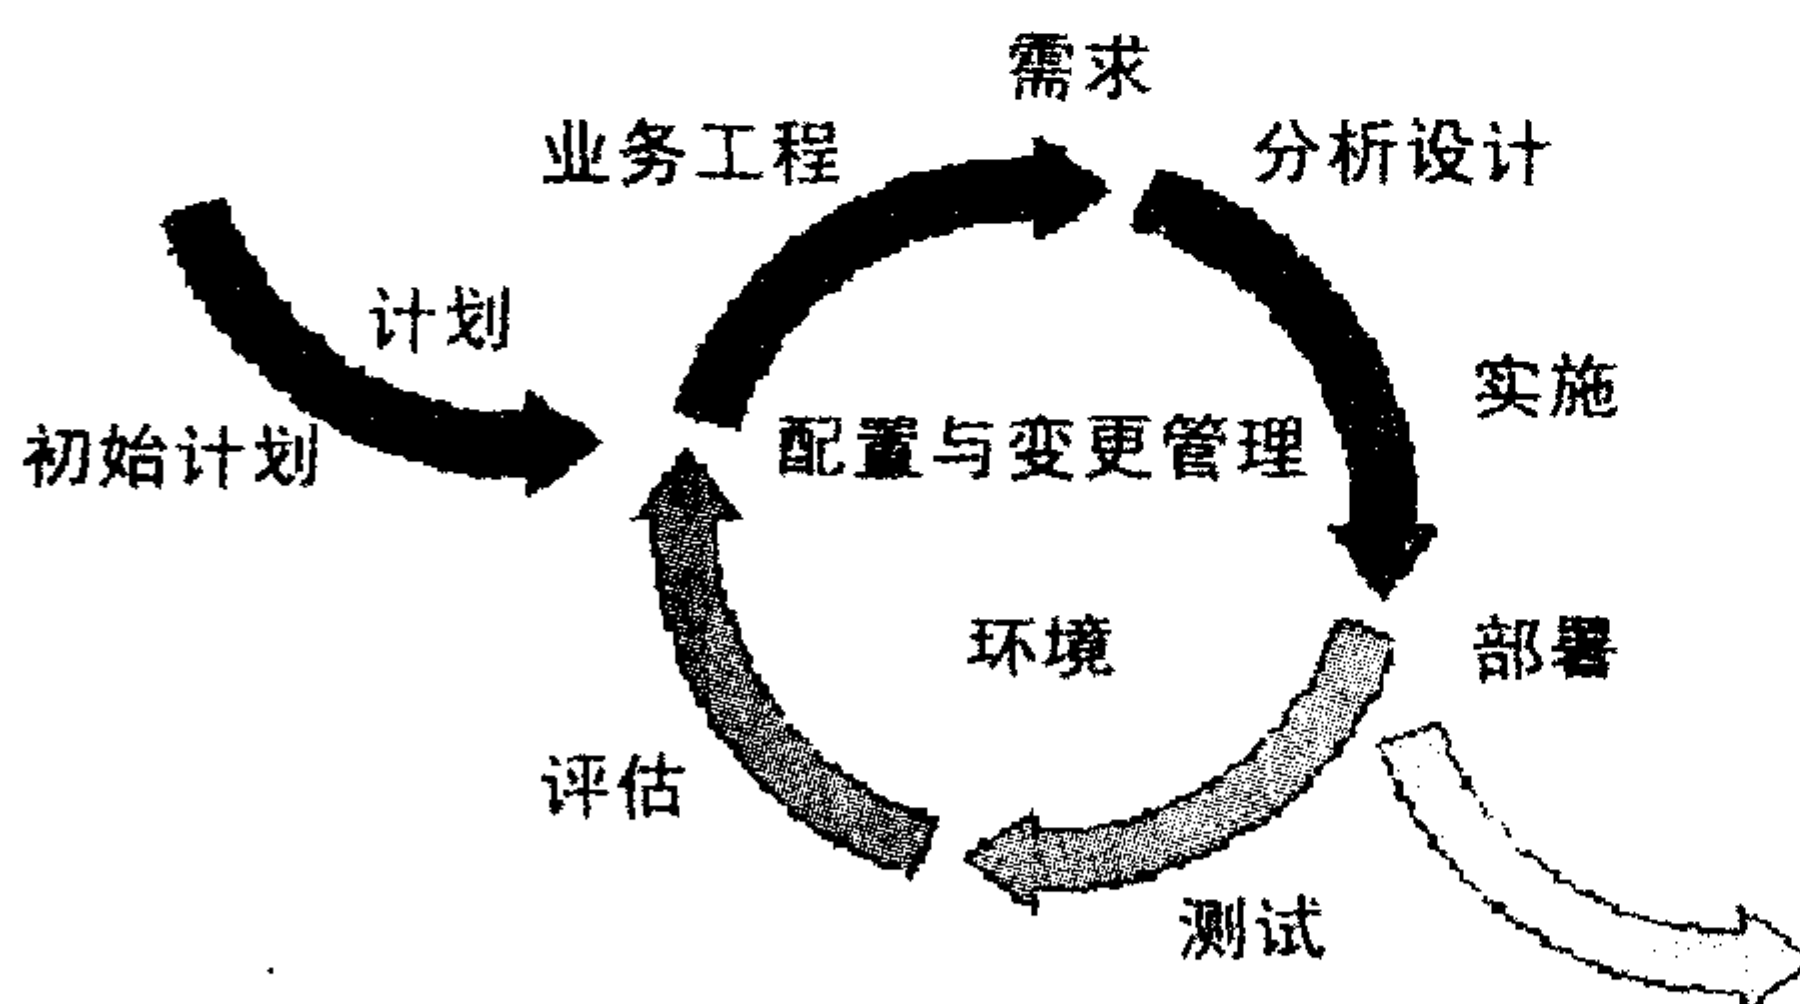 需求
业务工程
分析设计
计划
实施
初始计划
配置与变更管理
环境
部署
评估
测试